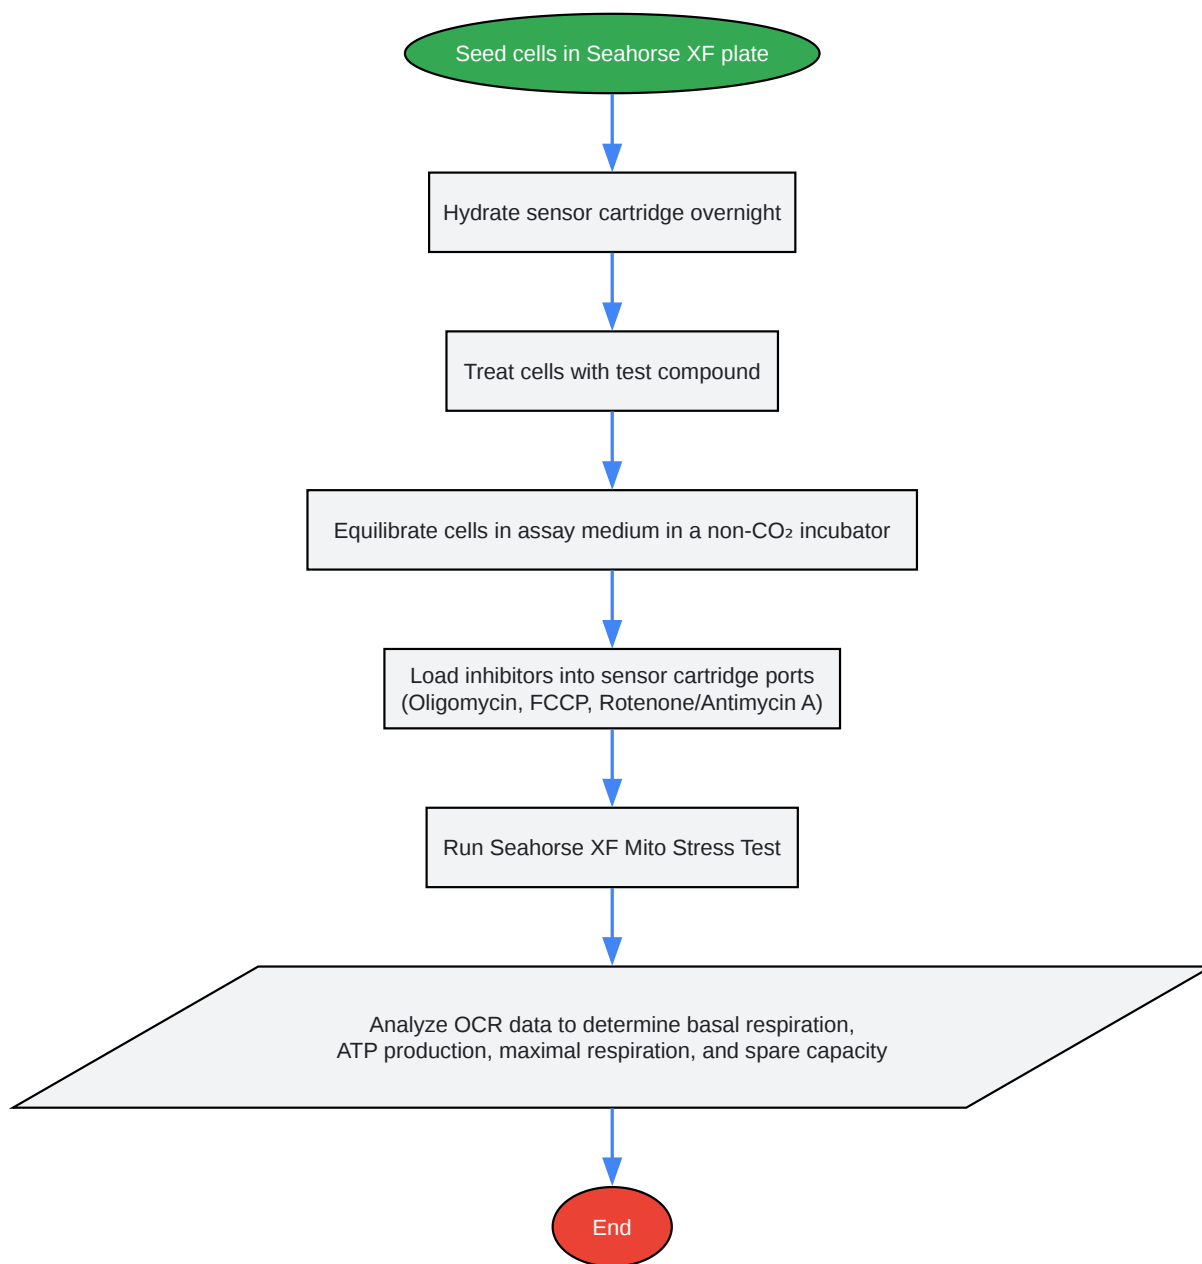 Seed cells in Seahorse XF plate
Hydrate sensor cartridge overnight
Treat cells with test compound
Equilibrate cells in assay medium in a non-CO₂ incubator
Load inhibitors into sensor cartridge ports
(Oligomycin, FCCP, Rotenone/Antimycin A)
Run Seahorse XF Mito Stress Test
Analyze OCR data to determine basal respiration,
ATP production, maximal respiration, and spare capacity
End